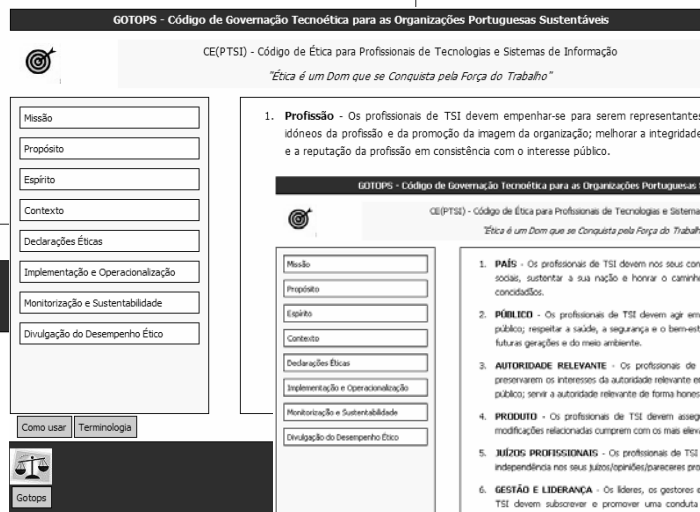 GOTOPS - Código de Governação Tecnoética para as Organizações Portuguesas Sustentáveis
CE(PTSI) - Código de Ética para Profissionais de Tecnologias e Sistemas de Informação
"Ética é um Dom que se Conquista pela Força do Trabalho"
Missão
Propósito
Espírito
Contexto
Declarações Éticas
Implementação e Operacionalização
Monitorização e Sustentabilidade
Divulgação do Desempenho Ético
Como usar
Terminologia
Gotops
1. Profissão - Os profissionais de TSI devem empenhar-se para serem representantes
idóneos da profissão e da promoção da imagem da organização; melhorar a integridade
e a reputação da profissão em consistência com o interesse público.
GOTOPS - Código de Governação Tecnoética para as Organizações Portuguesas
CE(PTSI) - Código de Ética para Profissionais de Tecnologias e Sistema
"Ética é um Dom que se Conquista pela Força do Trabalh
Missão
Propósito
Espírito
Contexto
Declarações Éticas
Implementação e Operacionalização
Monitorização e Sustentabilidade
Divulgação do Desempenho Ético
1. PAÍS - Os profissionais de TSI devem nos seus con
sociais, sustentar a sua nação e honrar o caminh
concidadãos.
2. PÚBLICO - Os profissionais de TSI devem agir em
público; respeitar a saúde, a segurança e o bem-est
futuras gerações e do meio ambiente.
3. AUTORIDADE RELEVANTE - Os profissionais de
preservarem os interesses da autoridade relevante e
público; servir a autoridade relevante de forma hones
4. PRODUTO - Os profissionais de TSI devem asseg
modificações relacionadas cumprem com os mais elev
5. JUÍZOS PROFISSIONAIS - Os profissionais de TSI
independência nos seus juízos/opiniões/pareceres pro
6. GESTÃO E LIDERANÇA - Os líderes, os gestores e
TSI devem subscrever e promover uma conduta